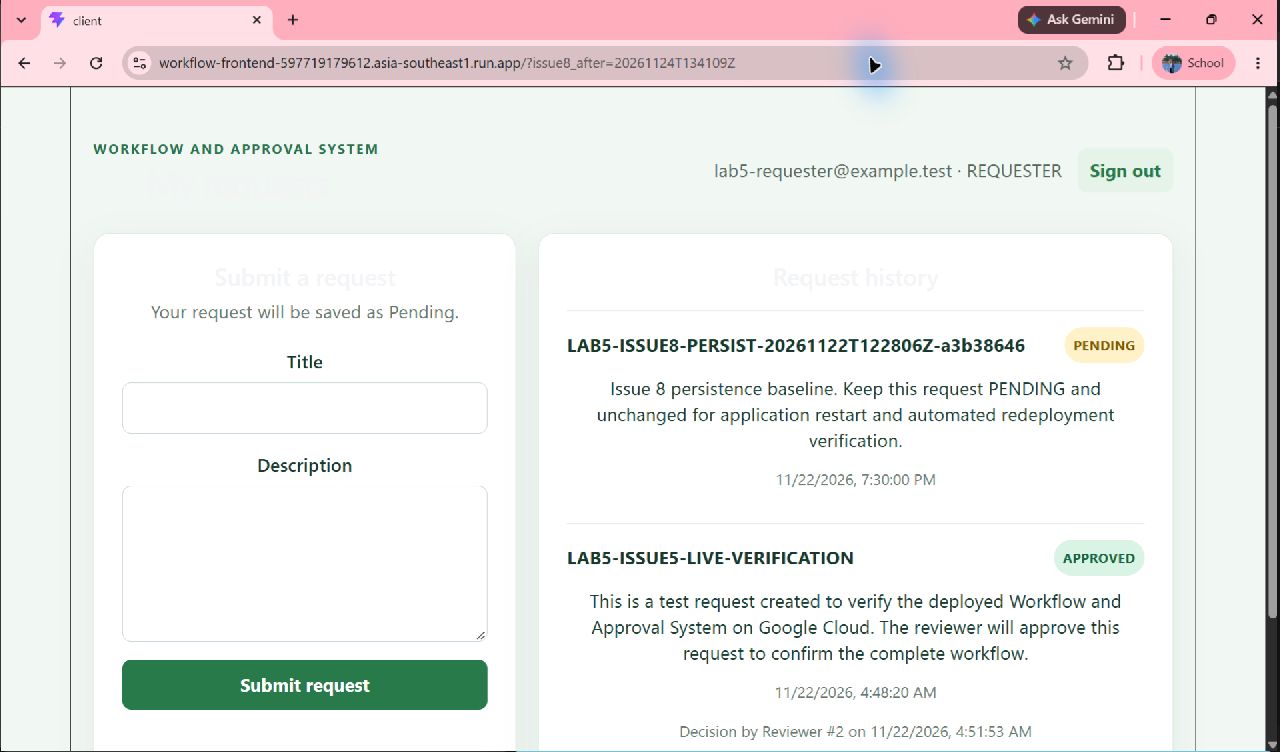 client
Ask Gemini
workflow-frontend-597719179612.asia-southeast1.run.app/?issue8_after=20261124T134109Z
School
WORKFLOW AND APPROVAL SYSTEM
My requests
lab5-requester@example.test · REQUESTER
Sign out
Submit a request
Your request will be saved as Pending.
Title
Description
Submit request
Request history
LAB5-ISSUE8-PERSIST-20261122T122806Z-a3b38646
PENDING
Issue 8 persistence baseline. Keep this request PENDING and
unchanged for application restart and automated redeployment
verification.
11/22/2026, 7:30:00 PM
LAB5-ISSUE5-LIVE-VERIFICATION
APPROVED
This is a test request created to verify the deployed Workflow and
Approval System on Google Cloud. The reviewer will approve this
request to confirm the complete workflow.
11/22/2026, 4:48:20 AM
Decision by Reviewer #2 on 11/22/2026, 4:51:53 AM